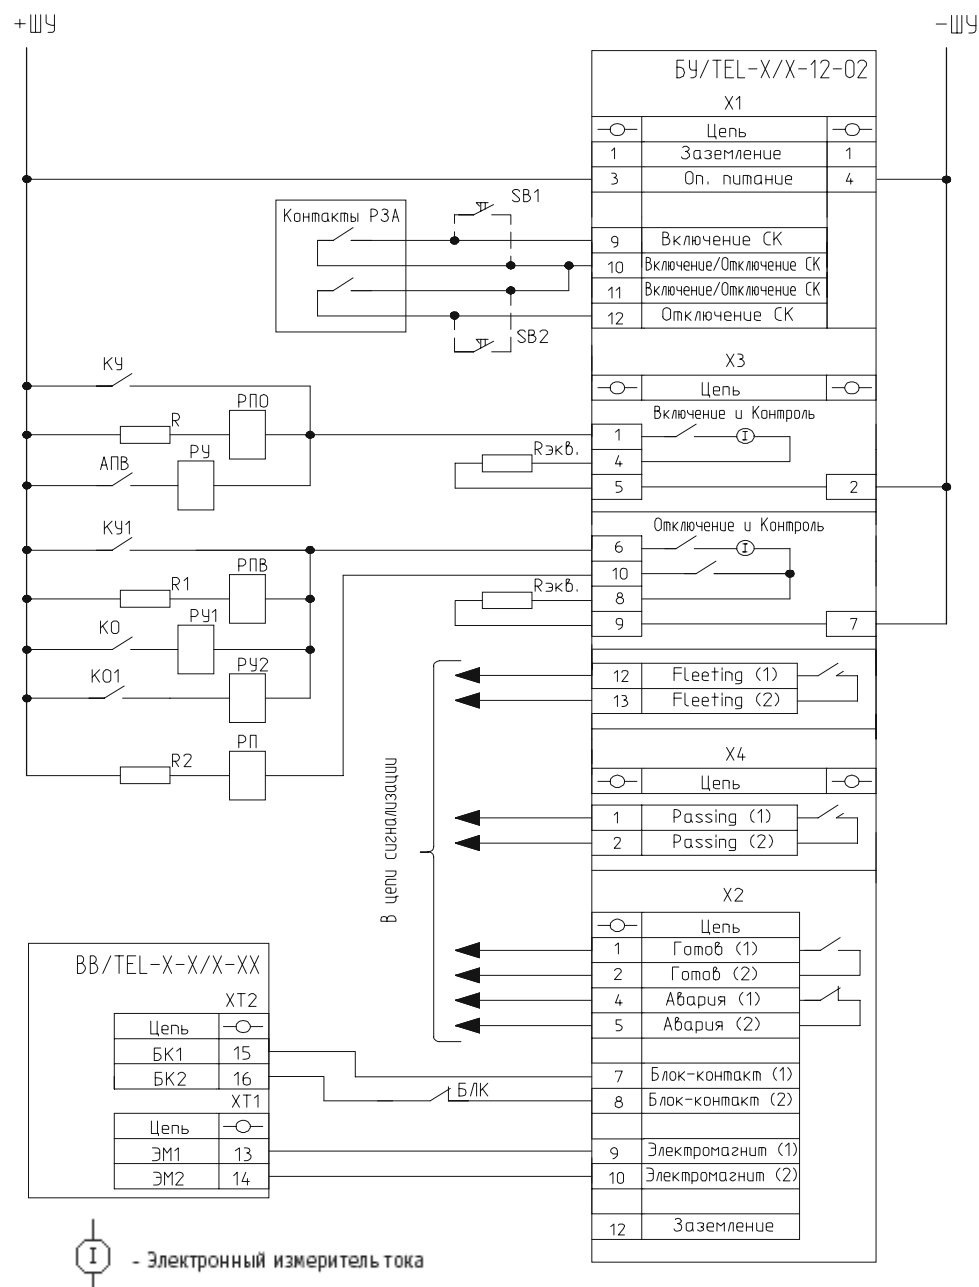 +ШУ
−ШУ
БУ/TEL-X/X-12-02
X1
Цепь
1 Заземление 1
3 Оп. питание 4
Контакты РЗА
SB1
9 Включение СК
10 Включение/Отключение СК
11 Включение/Отключение СК
12 Отключение СК
SB2
КУ
X3
Цепь
R
РПО
Включение и Контроль
1
I
АПВ
РУ
Rэкв.
4
5
2
КУ1
Отключение и Контроль
6
I
R1
РПВ
10
Rэкв.
8
КО
РУ1
9
7
КО1
РУ2
12 Fleeting (1)
13 Fleeting (2)
R2
РП
X4
Цепь
В цепи сигнализации
1 Passing (1)
2 Passing (2)
X2
Цепь
1 Готов (1)
2 Готов (2)
4 Авария (1)
5 Авария (2)
7 Блок-контакт (1)
8 Блок-контакт (2)
9 Электромагнит (1)
10 Электромагнит (2)
12 Заземление
ВВ/TEL-X-X/X-XX
XT2
Цепь
БК1 15
БК2 16
БЛК
XT1
Цепь
ЭМ1 13
ЭМ2 14
I - Электронный измеритель тока